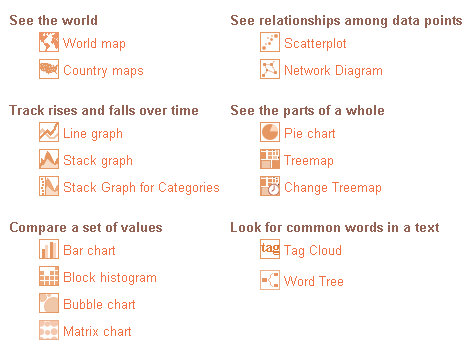 See the world
World map
Country maps
Track rises and falls over time
Line graph
Stack graph
Stack Graph for Categories
Compare a set of values
Bar chart
Block histogram
Bubble chart
Matrix chart
See relationships among data points
Scatterplot
Network Diagram
See the parts of a whole
Pie chart
Treemap
Change Treemap
Look for common words in a text
tag Tag Cloud
Word Tree